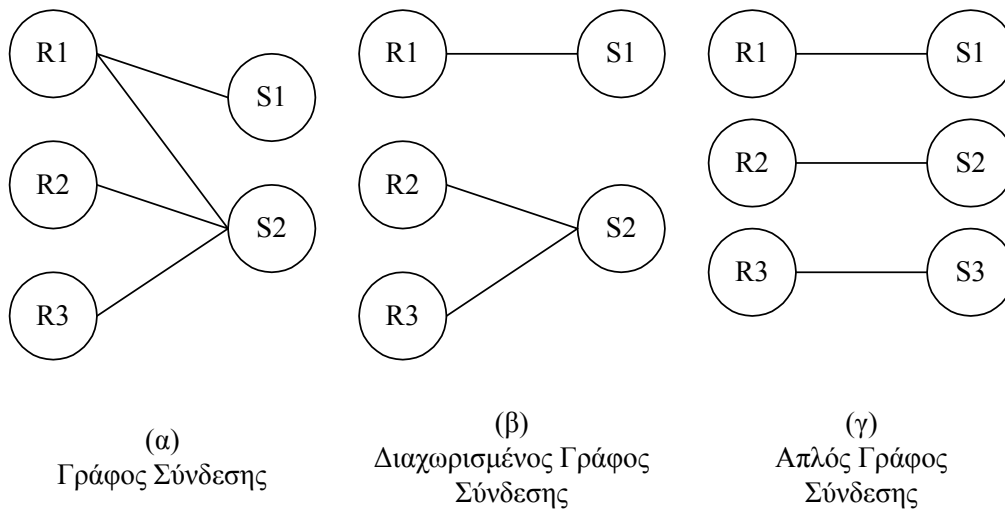 R1
S1
R2
S2
R3
(α)
Γράφος Σύνδεσης
R1
S1
R2
S2
R3
(β)
Διαχωρισμένος Γράφος
Σύνδεσης
R1
S1
R2
S2
R3
S3
(γ)
Απλός Γράφος
Σύνδεσης